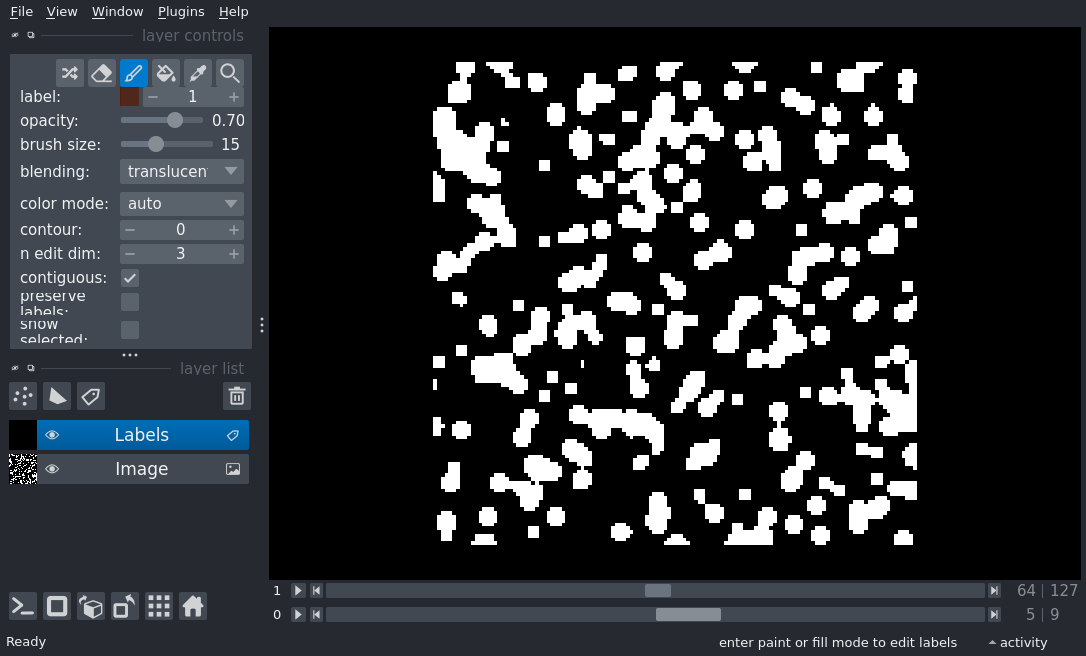 File View Window Plugins Help
layer controls
label: 1
opacity: 0.70
brush size: 15
blending: translucen
color mode: auto
contour: 0
n edit dim: 3
contiguous:
preserve
labels:
show
selected:
layer list
Labels
Image
1 64 | 127
0 5 | 9
Ready enter paint or fill mode to edit labels activity